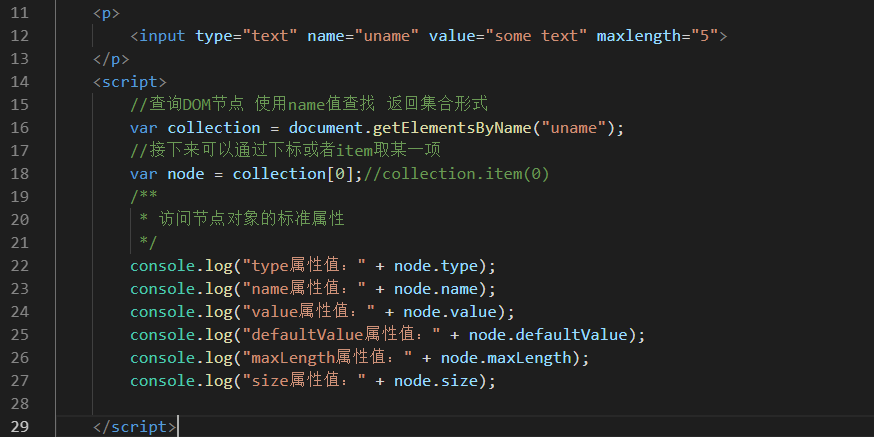 11 <p>
12 <input type="text" name="uname" value="some text" maxlength="5">
13 </p>
14 <script>
15 //查询DOM节点 使用name值查找 返回集合形式
16 var collection = document.getElementsByName("uname");
17 //接下来可以通过下标或者item取某一项
18 var node = collection[0];//collection.item(0)
19 /**
20 * 访问节点对象的标准属性
21 */
22 console.log("type属性值：" + node.type);
23 console.log("name属性值：" + node.name);
24 console.log("value属性值：" + node.value);
25 console.log("defaultValue属性值：" + node.defaultValue);
26 console.log("maxLength属性值：" + node.maxLength);
27 console.log("size属性值：" + node.size);
28
29 </script>